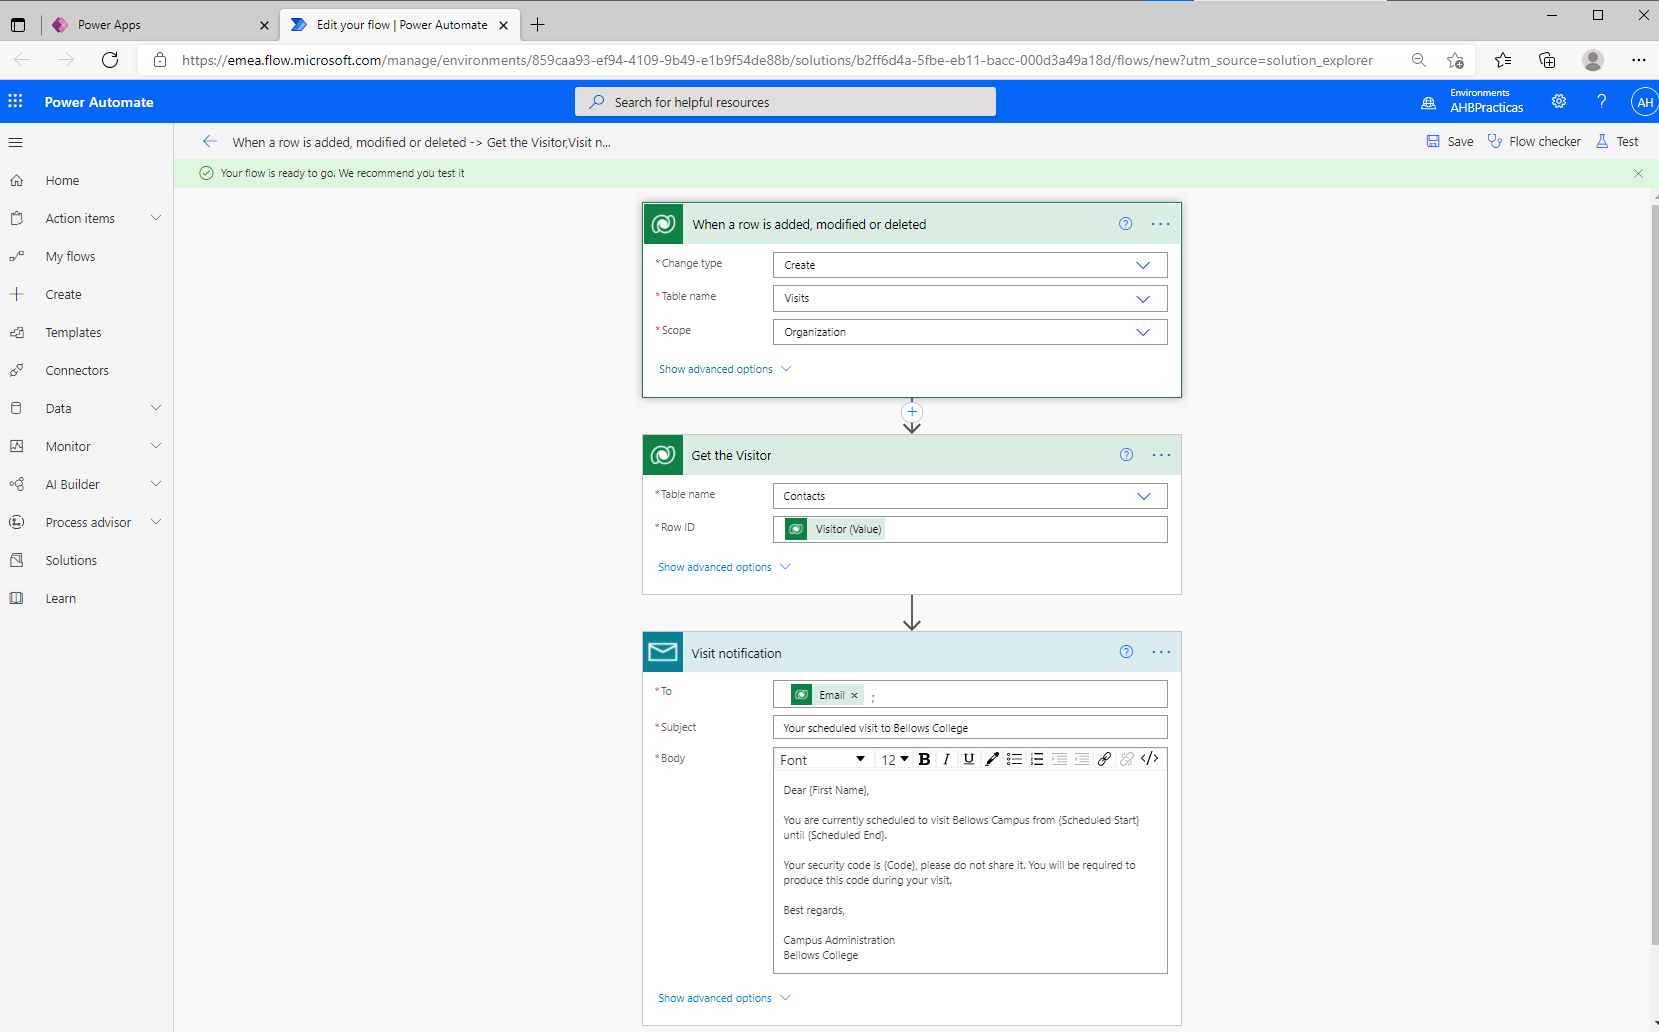 Power Apps
Edit your flow | Power Automate
https://emea.flow.microsoft.com/manage/environments/859caa93-ef94-4109-9b49-e1b9f54de88b/solutions/b2ff6d4a-5fbe-eb11-bacc-000d3a49a18d/flows/new?utm_source=solution_explorer
Power Automate
Search for helpful resources
Environments
AHBPracticas
?
AH
When a row is added, modified or deleted -> Get the Visitor,Visit n...
Save
Flow checker
Test
Your flow is ready to go. We recommend you test it
Home
Action items
My flows
Create
Templates
Connectors
Data
Monitor
AI Builder
Process advisor
Solutions
Learn
When a row is added, modified or deleted
* Change type
Create
* Table name
Visits
* Scope
Organization
Show advanced options
Get the Visitor
* Table name
Contacts
* Row ID
Visitor (Value)
Show advanced options
Visit notification
* To
Email × ;
* Subject
Your scheduled visit to Bellows College
* Body
Font 12 B I U </>
Dear {First Name},
You are currently scheduled to visit Bellows Campus from {Scheduled Start}
until {Scheduled End}.
Your security code is {Code}, please do not share it. You will be required to
produce this code during your visit.
Best regards,
Campus Administration
Bellows College
Show advanced options